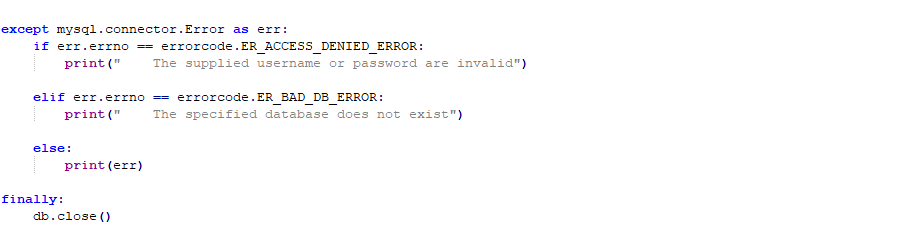 except mysql.connector.Error as err:
    if err.errno == errorcode.ER_ACCESS_DENIED_ERROR:
        print("    The supplied username or password are invalid")
    elif err.errno == errorcode.ER_BAD_DB_ERROR:
        print("    The specified database does not exist")
    else:
        print(err)
finally:
    db.close()